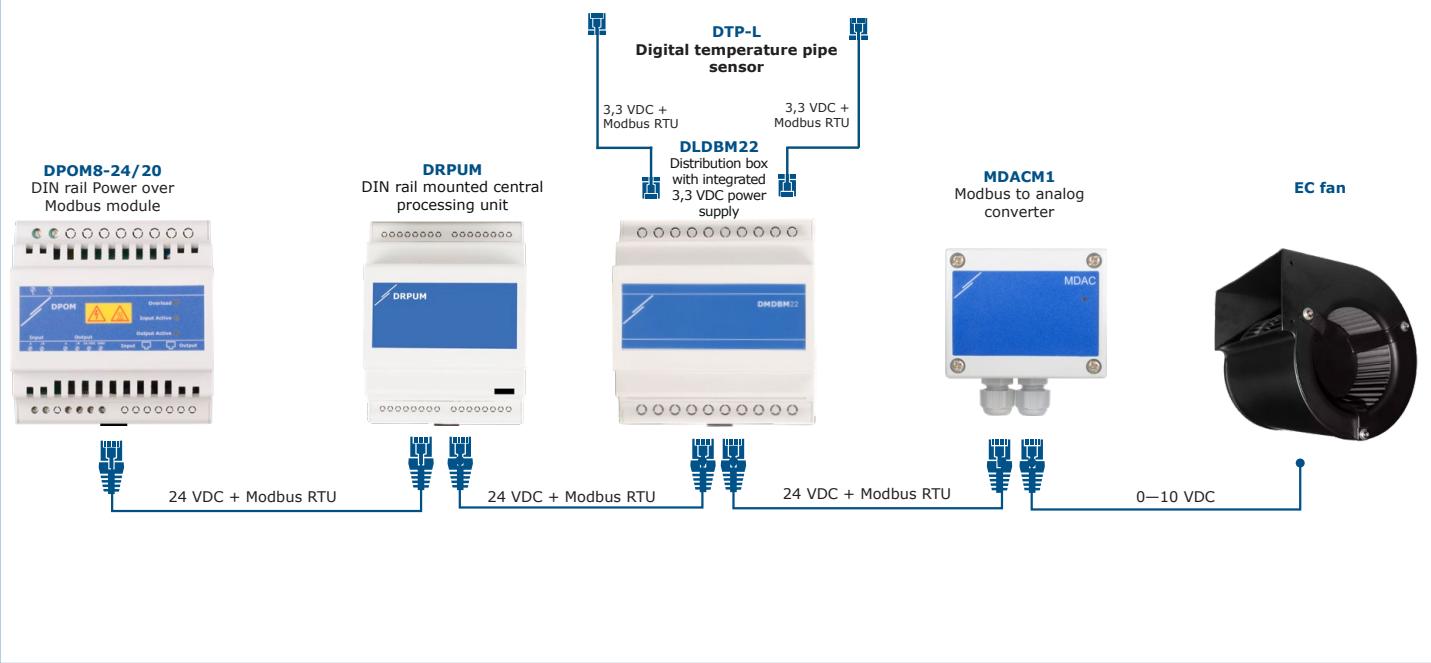 DTP-L
Digital temperature pipe
sensor
3,3 VDC +
Modbus RTU
3,3 VDC +
Modbus RTU
DPOM8-24/20
DIN rail Power over
Modbus module
DRPUM
DIN rail mounted central
processing unit
DLDBM22
Distribution box
with integrated
3,3 VDC power
supply
MDACM1
Modbus to analog
converter
EC fan
DPOM
Overload
Input Active
Output Active
Input
Output
Input
Output
DRPUM
DMDBM22
MDAC
24 VDC + Modbus RTU
24 VDC + Modbus RTU
24 VDC + Modbus RTU
0—10 VDC